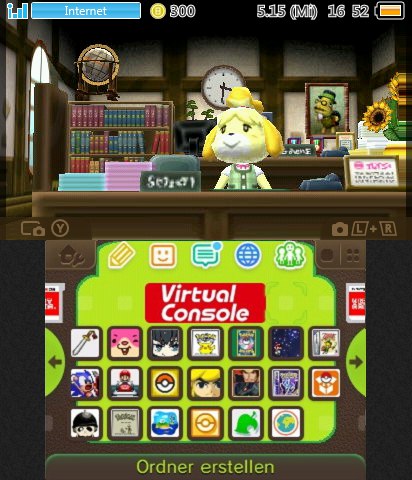 Internet 300 5.15 (Mi) 16 52
Y L+R
Virtual
Console
Ordner erstellen